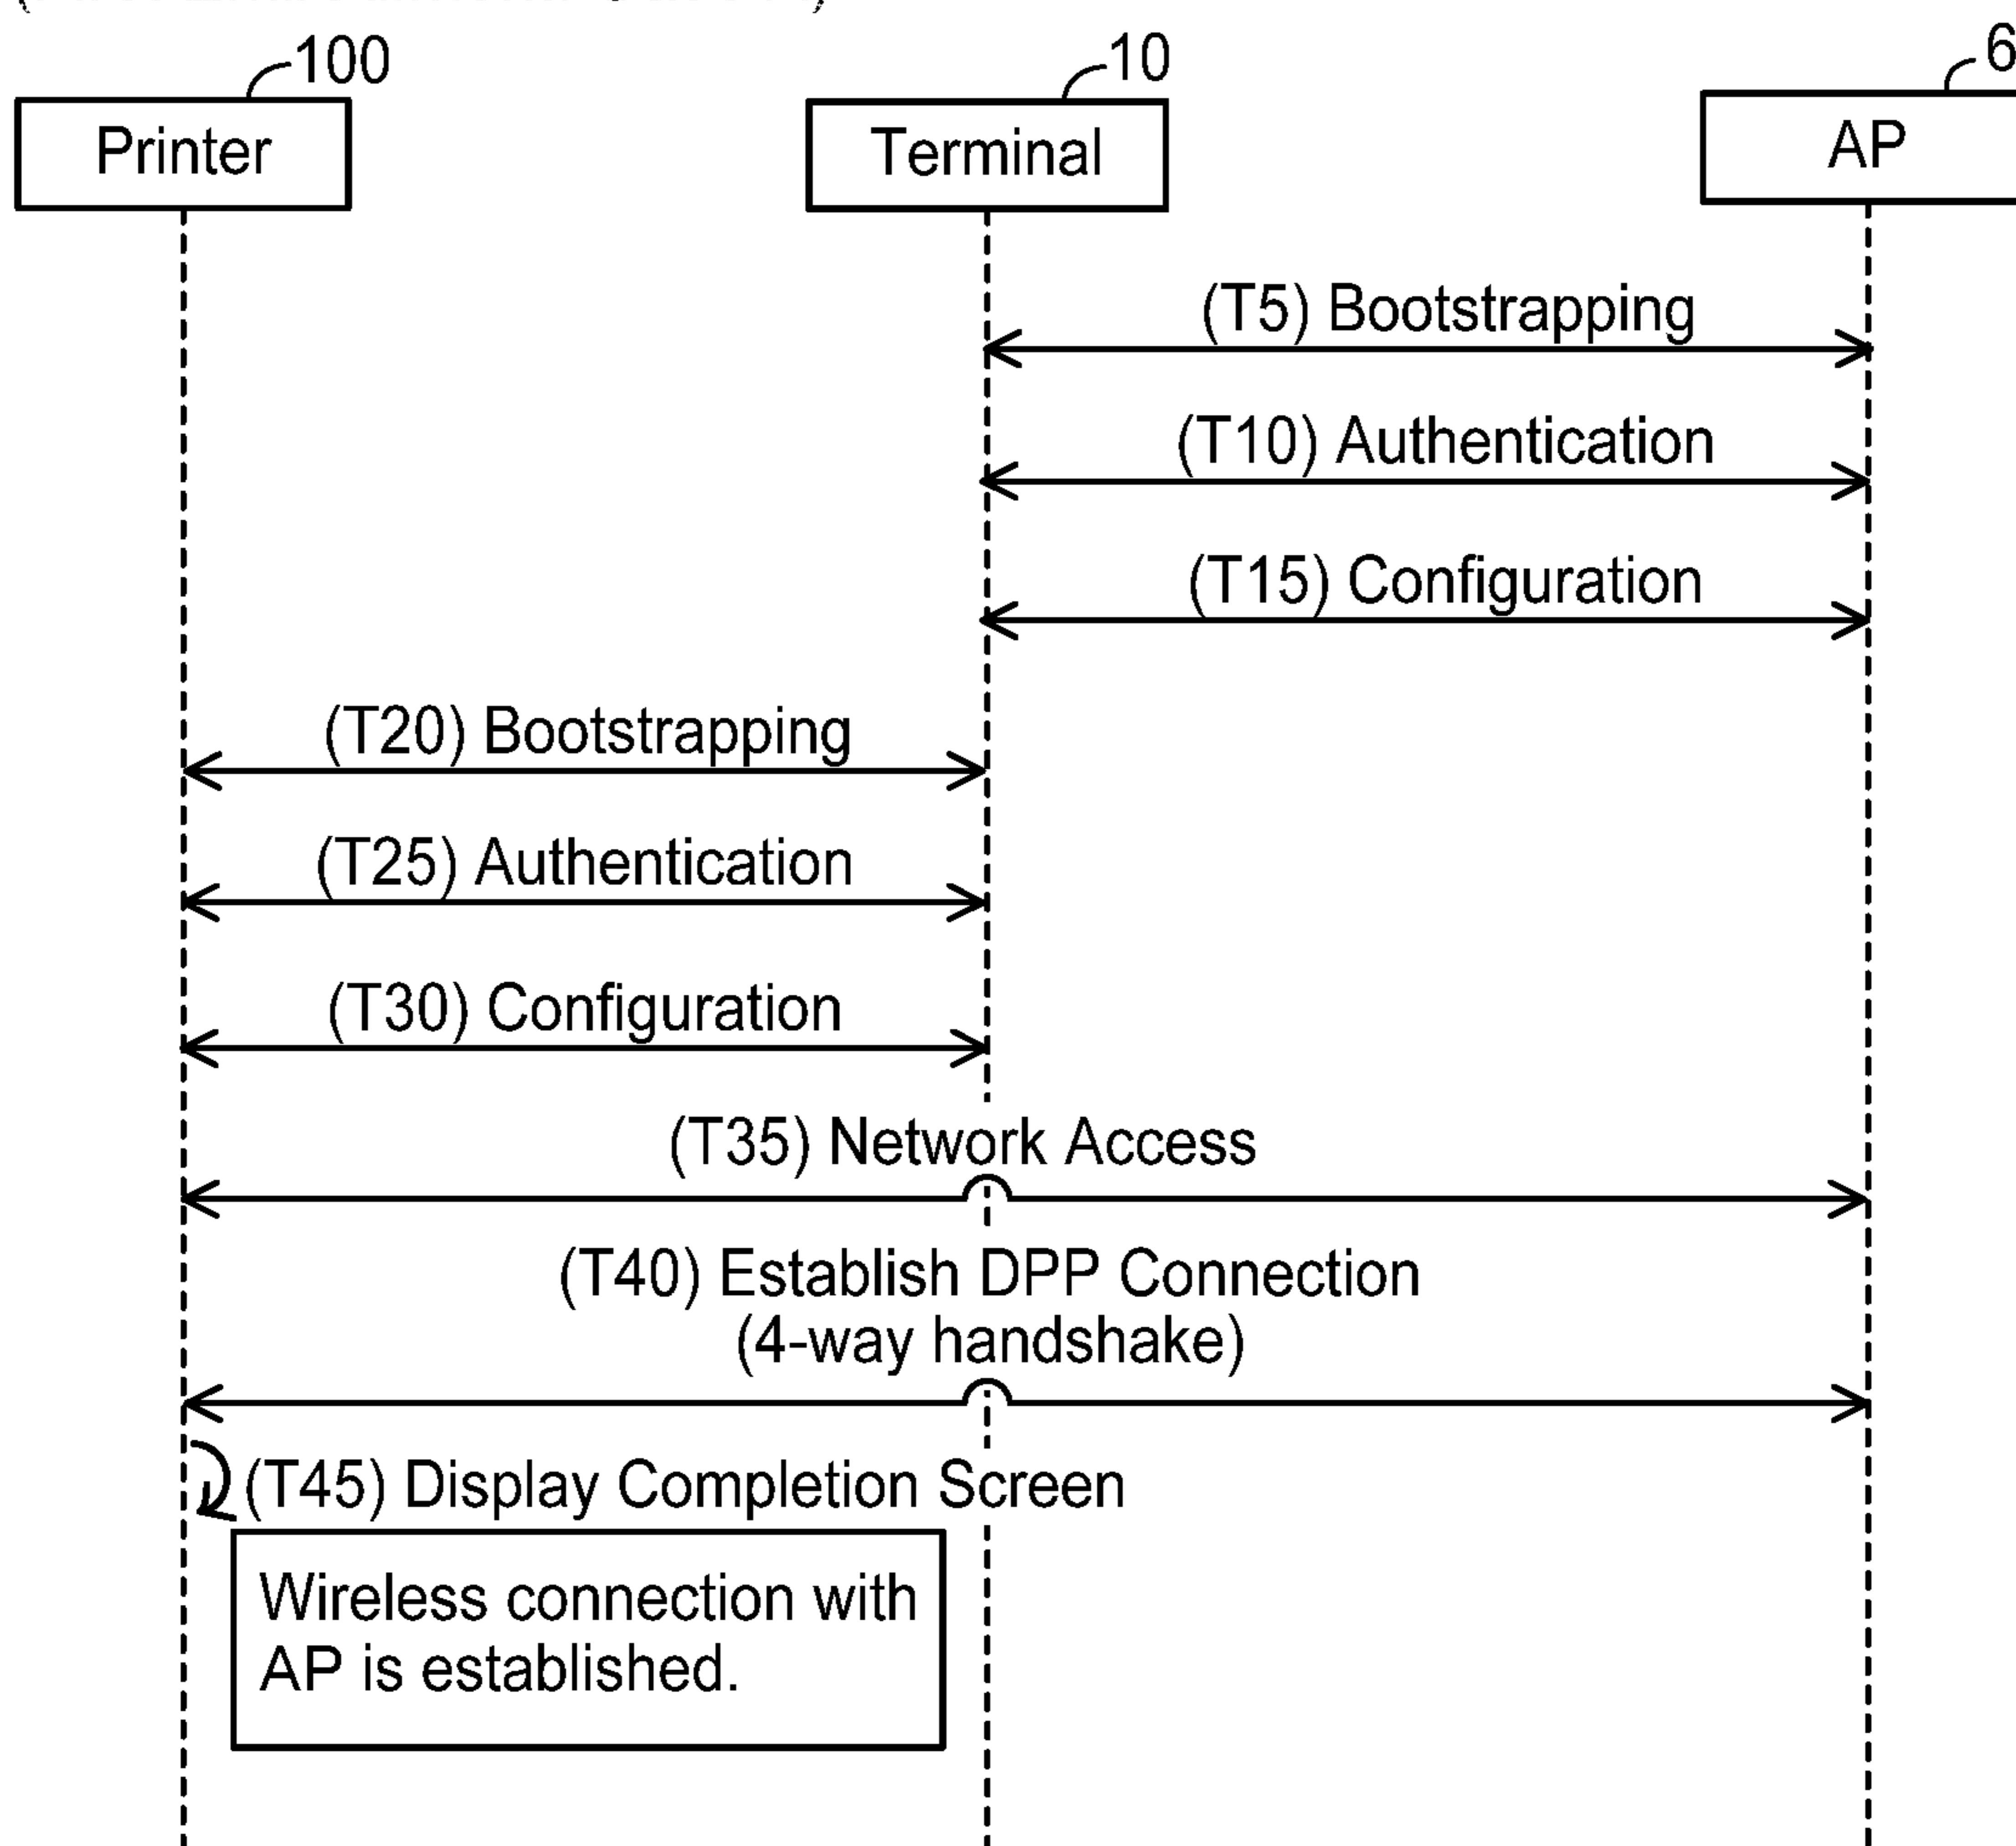 100
10
6
Printer
Terminal
AP
(T5) Bootstrapping
(T10) Authentication
(T15) Configuration
(T20) Bootstrapping
(T25) Authentication
(T30) Configuration
(T35) Network Access
(T40) Establish DPP Connection
(4-way handshake)
(T45) Display Completion Screen
Wireless connection with
AP is established.